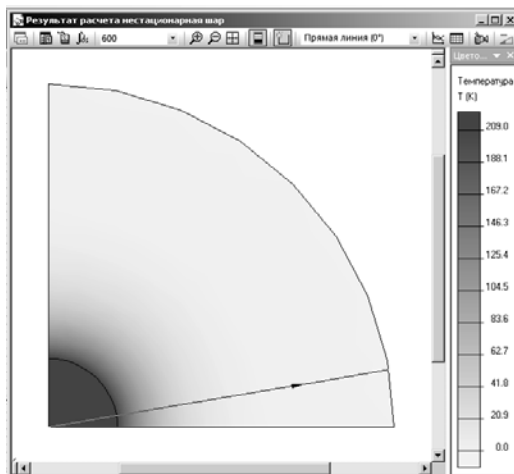 Результат расчета нестационарная шар
600
Прямая линия (0°)
Цвето...
Температура
T (K)
209.0
188.1
167.2
146.3
125.4
104.5
83.6
62.7
41.8
20.9
0.0